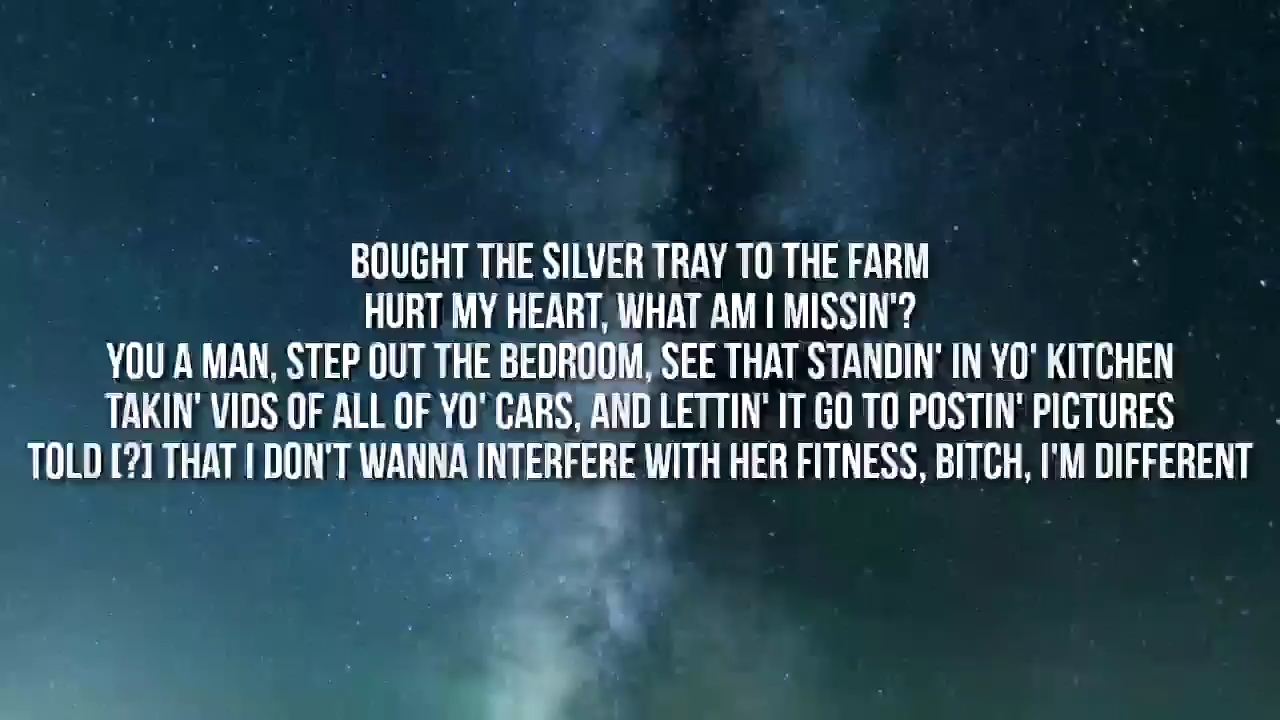 BOUGHT THE SILVER TRAY TO THE FARM
HURT MY HEART, WHAT AM I MISSIN'?
YOU A MAN, STEP OUT THE BEDROOM, SEE THAT STANDIN' IN YO' KITCHEN
TAKIN' VIDS OF ALL OF YO' CARS, AND LETTIN' IT GO TO POSTIN' PICTURES
TOLD [?] THAT I DON'T WANNA INTERFERE WITH HER FITNESS, BITCH, I'M DIFFERENT